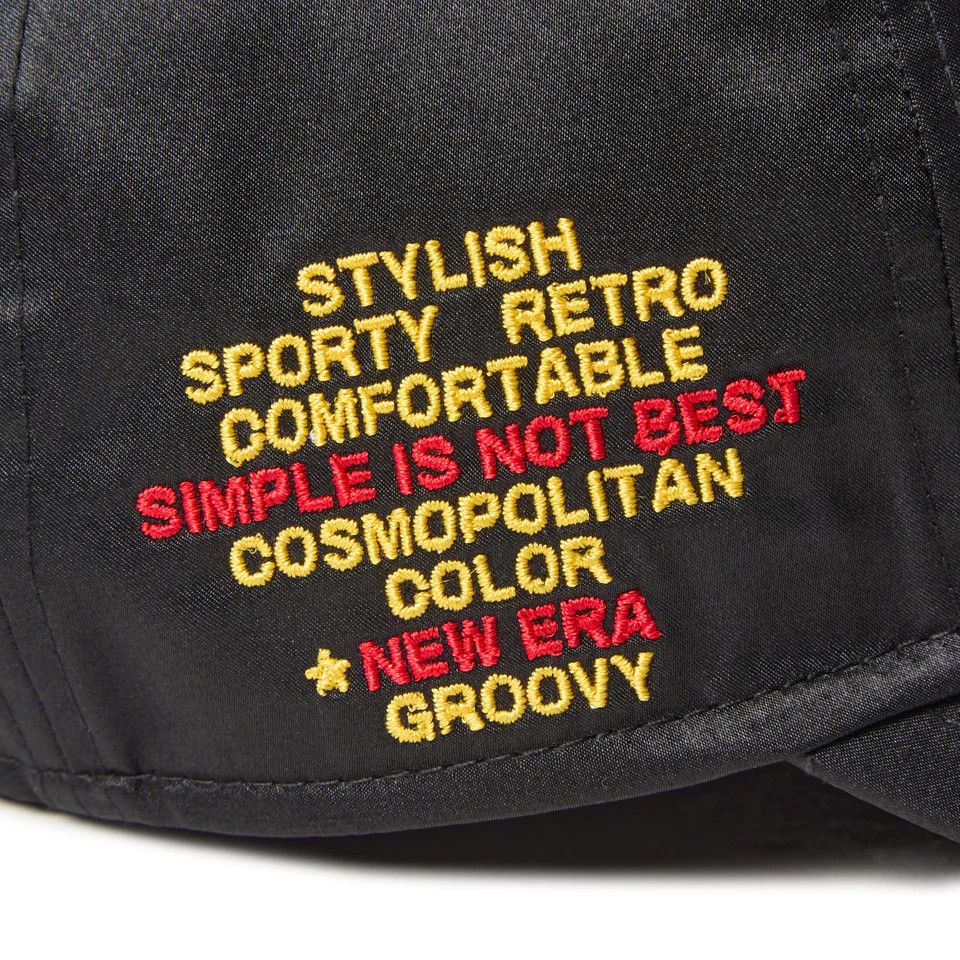 STYLISH
SPORTY RETRO
COMFORTABLE
SIMPLE IS NOT BEST
COSMOPOLITAN
COLOR
★NEW ERA
GROOVY